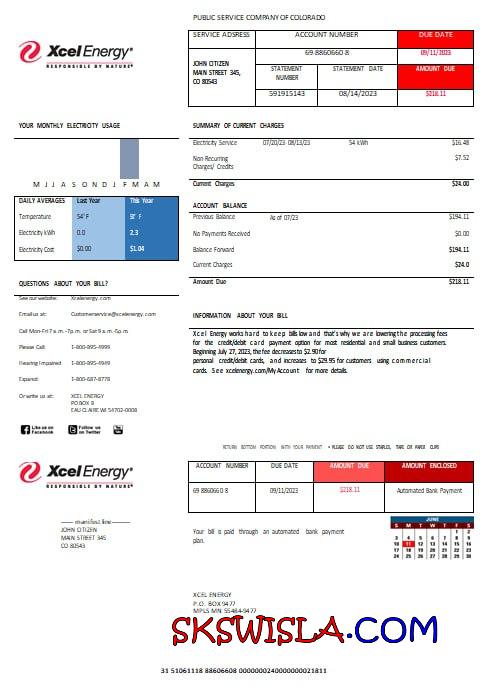 PUBLIC SERVICE COMPANY OF COLORADO
Xcel Energy®
RESPONSIBLE BY NATURE®
SERVICE ADSRESS
ACCOUNT NUMBER
DUE DATE
69 8860660 8
09/11/2023
JOHN CITIZEN
MAIN STREET 345,
CO 80543
STATEMENT NUMBER
STATEMENT DATE
AMOUNT DUE
591915143
08/14/2023
$218.11
YOUR MONTHLY ELECTRICITY USAGE
M J J A S O N D J F M A M
DAILY AVERAGES Last Year This Year
Temperature 54° F
Electricity kWh 0.0 2.3
Electricity Cost $0.00 $1.04
QUESTIONS ABOUT YOUR BILL?
See our website: Xcelenergy.com
Email us at: Customerservice@xcelenergy.com
Call Mon-Fri 7 a.m.-7p.m. or Sat 9 a.m.-5p.m
Please Call: 1-800-895-4999
Hearing Impaired 1-800-895-4949
Espanol: 1-800-687-8778
Or write us at: XCEL ENERGY
PO BOX 8
EAU CLAIRE WI 54702-0008
Like us on Facebook
Follow us on Twitter
You Tube
SUMMARY OF CURRENT CHARGES
Electricity Service 07/20/23 08/13/23 54 kWh $16.48
Non Recurring $7.52
Charges/ Credits
Current Charges $24.00
ACCOUNT BALANCE
Previous Balance As of 07/23 $194.11
No Payments Received $0.00
Balance Forward $194.11
Current Charges $24.0
Amount Due $218.11
INFORMATION ABOUT YOUR BILL
Xcel Energy works hard to keep bills low and that's why we are lowering the processing fees
for the credit/debit card payment option for most residential and small business customers.
Beginning July 27, 2023, the fee decreases to $2.90 for
personal credit/debit cards, and increases to $29.95 for customers using commercial
cards. See xcelenergy.com/My Account for more details.
RETURN BOTTOM PORTION WITH YOUR PAYMENT • PLEASE DO NOT USE STAPLES, TAPE OR PAPER CLIPS
Xcel Energy®
RESPONSIBLE BY NATURE®
ACCOUNT NUMBER
DUE DATE
AMOUNT DUE
AMOUNT ENCLOSED
69 8860660 8
09/11/2023
$218.11
Automated Bank Payment
------ manifest line---------
JOHN CITIZEN
MAIN STREET 345
CO 80543
Your bill is paid through an automated bank payment
plan.
JUNE
S M T W T F S
1 2
3 4 5 6 7 8 9
10 11 12 13 14 15 16
17 18 19 20 21 22 23
24 25 26 27 28 29 30
XCEL ENERGY
P.O. BOX 9477
MPLS MN 55484-9477
SKSWISLA.COM
31 51061118 88606608 0000000240000000021811